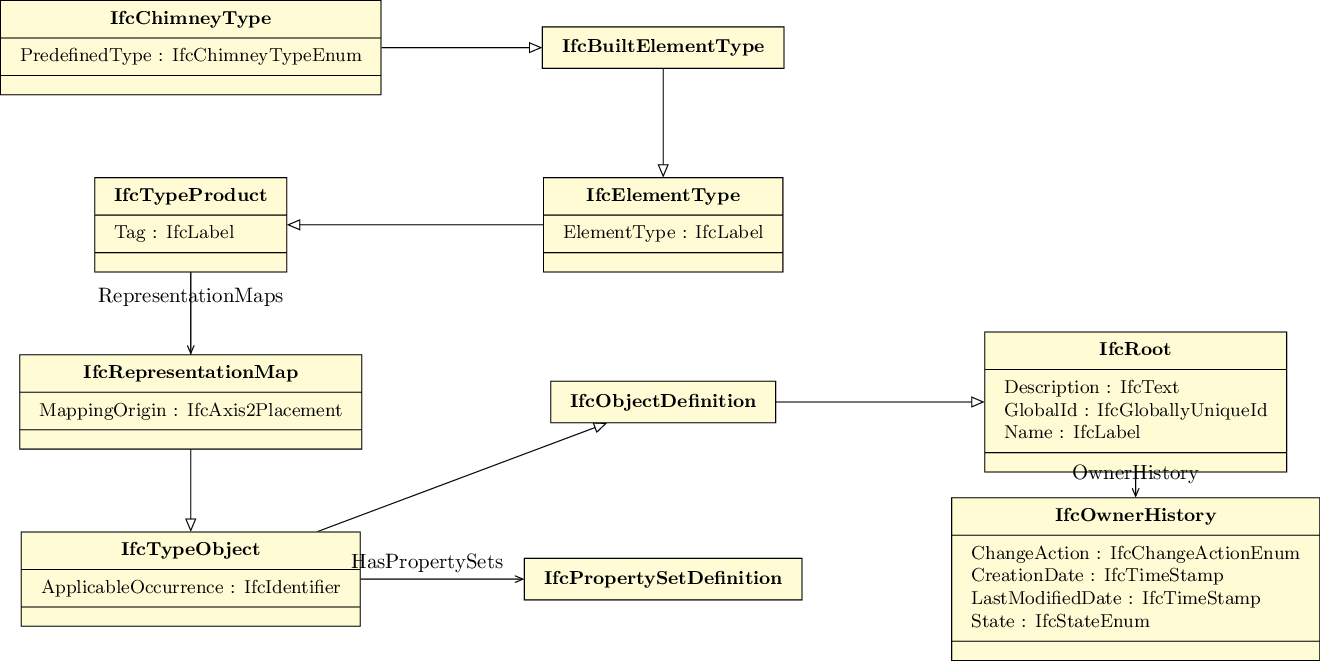 IfcChimneyType
PredefinedType : IfcChimneyTypeEnum
IfcBuiltElementType
IfcTypeProduct
Tag : IfcLabel
IfcElementType
ElementType : IfcLabel
RepresentationMaps
IfcRepresentationMap
MappingOrigin : IfcAxis2Placement
IfcObjectDefinition
IfcRoot
Description : IfcText
GlobalId : IfcGloballyUniqueId
Name : IfcLabel
OwnerHistory
IfcTypeObject
ApplicableOccurrence : IfcIdentifier
HasPropertySets
IfcPropertySetDefinition
IfcOwnerHistory
ChangeAction : IfcChangeActionEnum
CreationDate : IfcTimeStamp
LastModifiedDate : IfcTimeStamp
State : IfcStateEnum